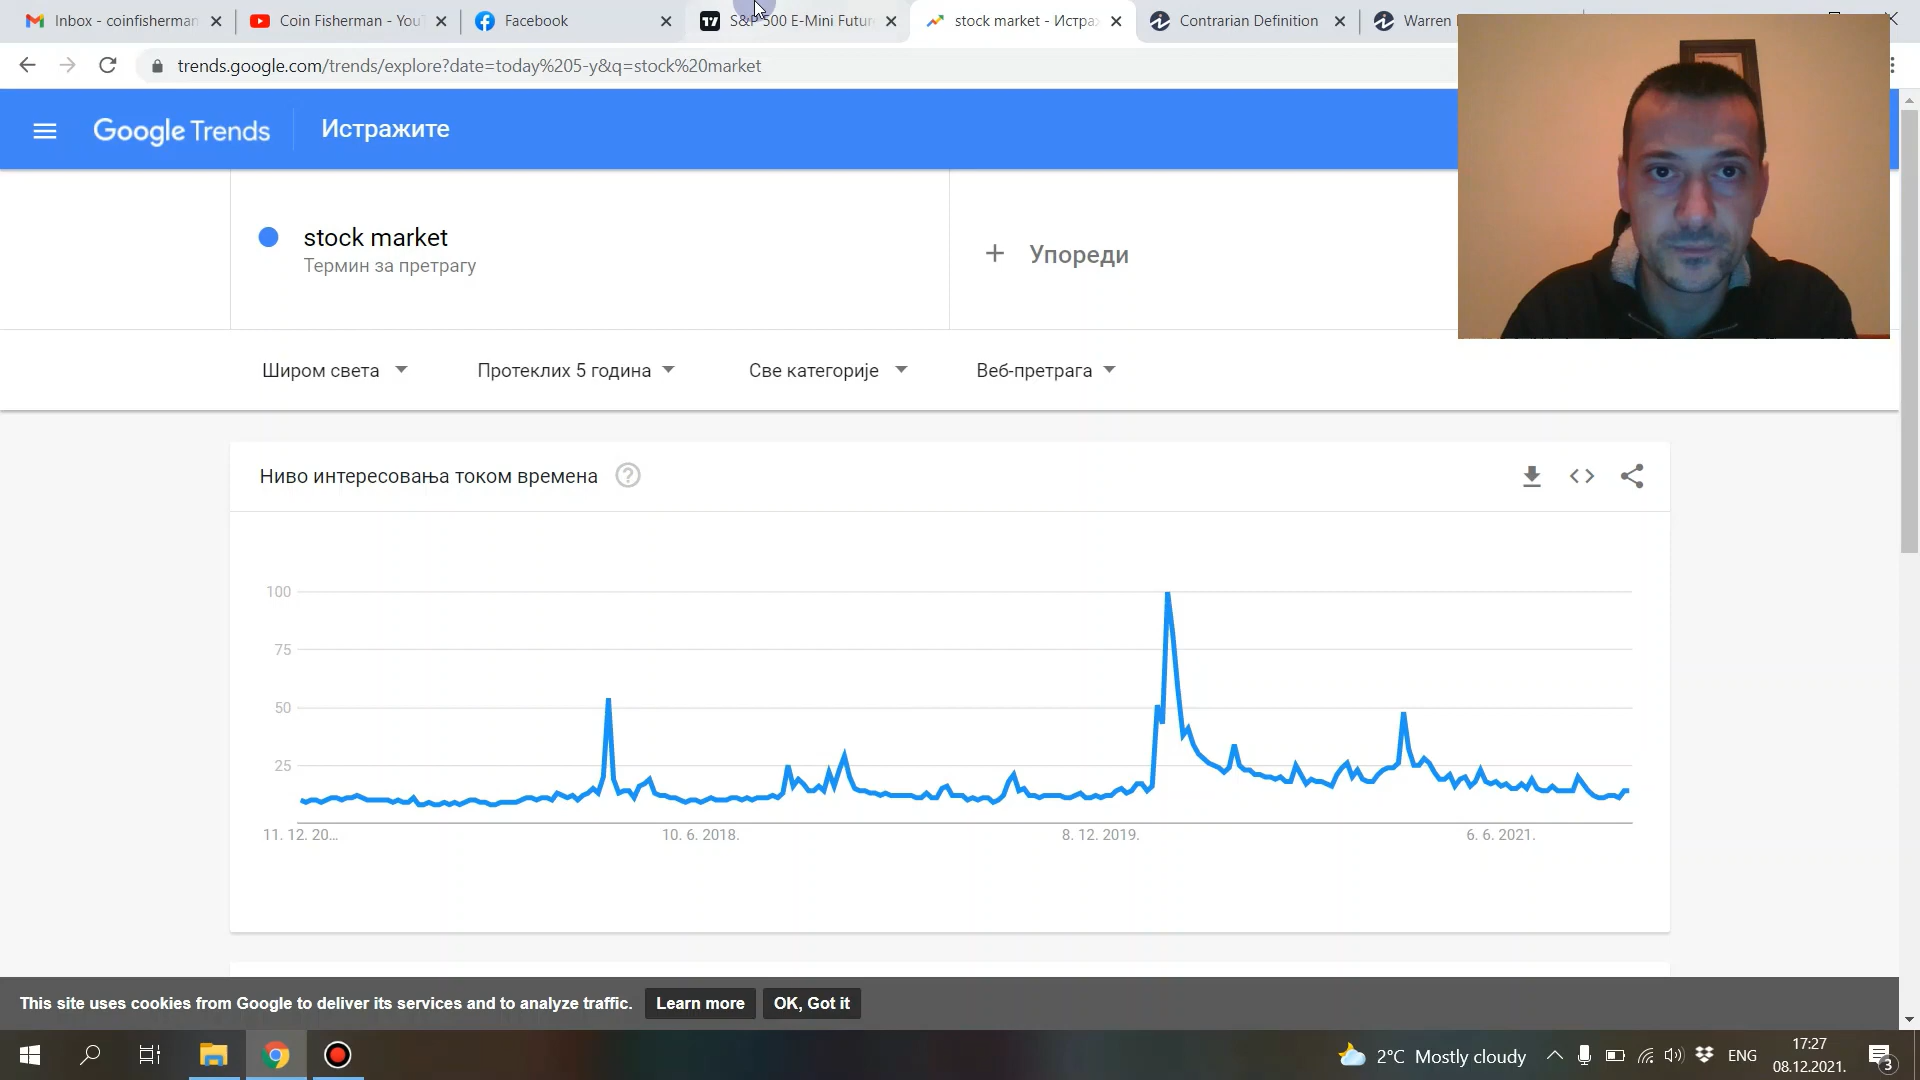 Inbox - coinfisherman
Coin Fisherman - YouT
Facebook
S&P 500 E-Mini Futur
stock market - Истра
Contrarian Definition
Warren
trends.google.com/trends/explore?date=today%205-y&q=stock%20market
Google Trends
Истражите
stock market
Термин за претрагу
+ Упореди
Широм света
Протеклих 5 година
Све категорије
Веб-претрага
Ниво интересовања током времена
100
75
50
25
11. 12. 20...
10. 6. 2018.
8. 12. 2019.
6. 6. 2021.
This site uses cookies from Google to deliver its services and to analyze traffic.
Learn more
OK, Got it
2°C Mostly cloudy
ENG
17:27
08.12.2021.
3